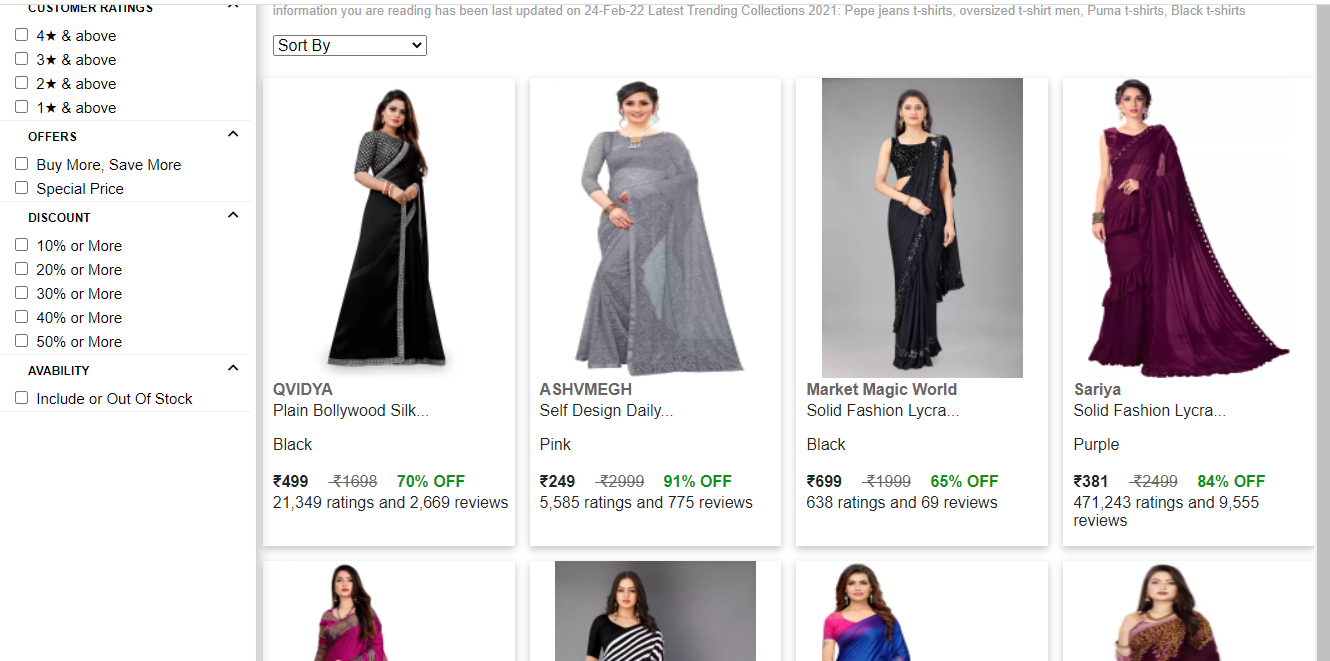 CUSTOMER RATINGS
4★ & above
3★ & above
2★ & above
1★ & above
OFFERS
Buy More, Save More
Special Price
DISCOUNT
10% or More
20% or More
30% or More
40% or More
50% or More
AVABILITY
Include or Out Of Stock
information you are reading has been last updated on 24-Feb-22 Latest Trending Collections 2021: Pepe jeans t-shirts, oversized t-shirt men, Puma t-shirts, Black t-shirts
Sort By
QVIDYA
Plain Bollywood Silk...
Black
₹499 ₹1698 70% OFF
21,349 ratings and 2,669 reviews
ASHVMEGH
Self Design Daily...
Pink
₹249 ₹2999 91% OFF
5,585 ratings and 775 reviews
Market Magic World
Solid Fashion Lycra...
Black
₹699 ₹1999 65% OFF
638 ratings and 69 reviews
Sariya
Solid Fashion Lycra...
Purple
₹381 ₹2499 84% OFF
471,243 ratings and 9,555
reviews